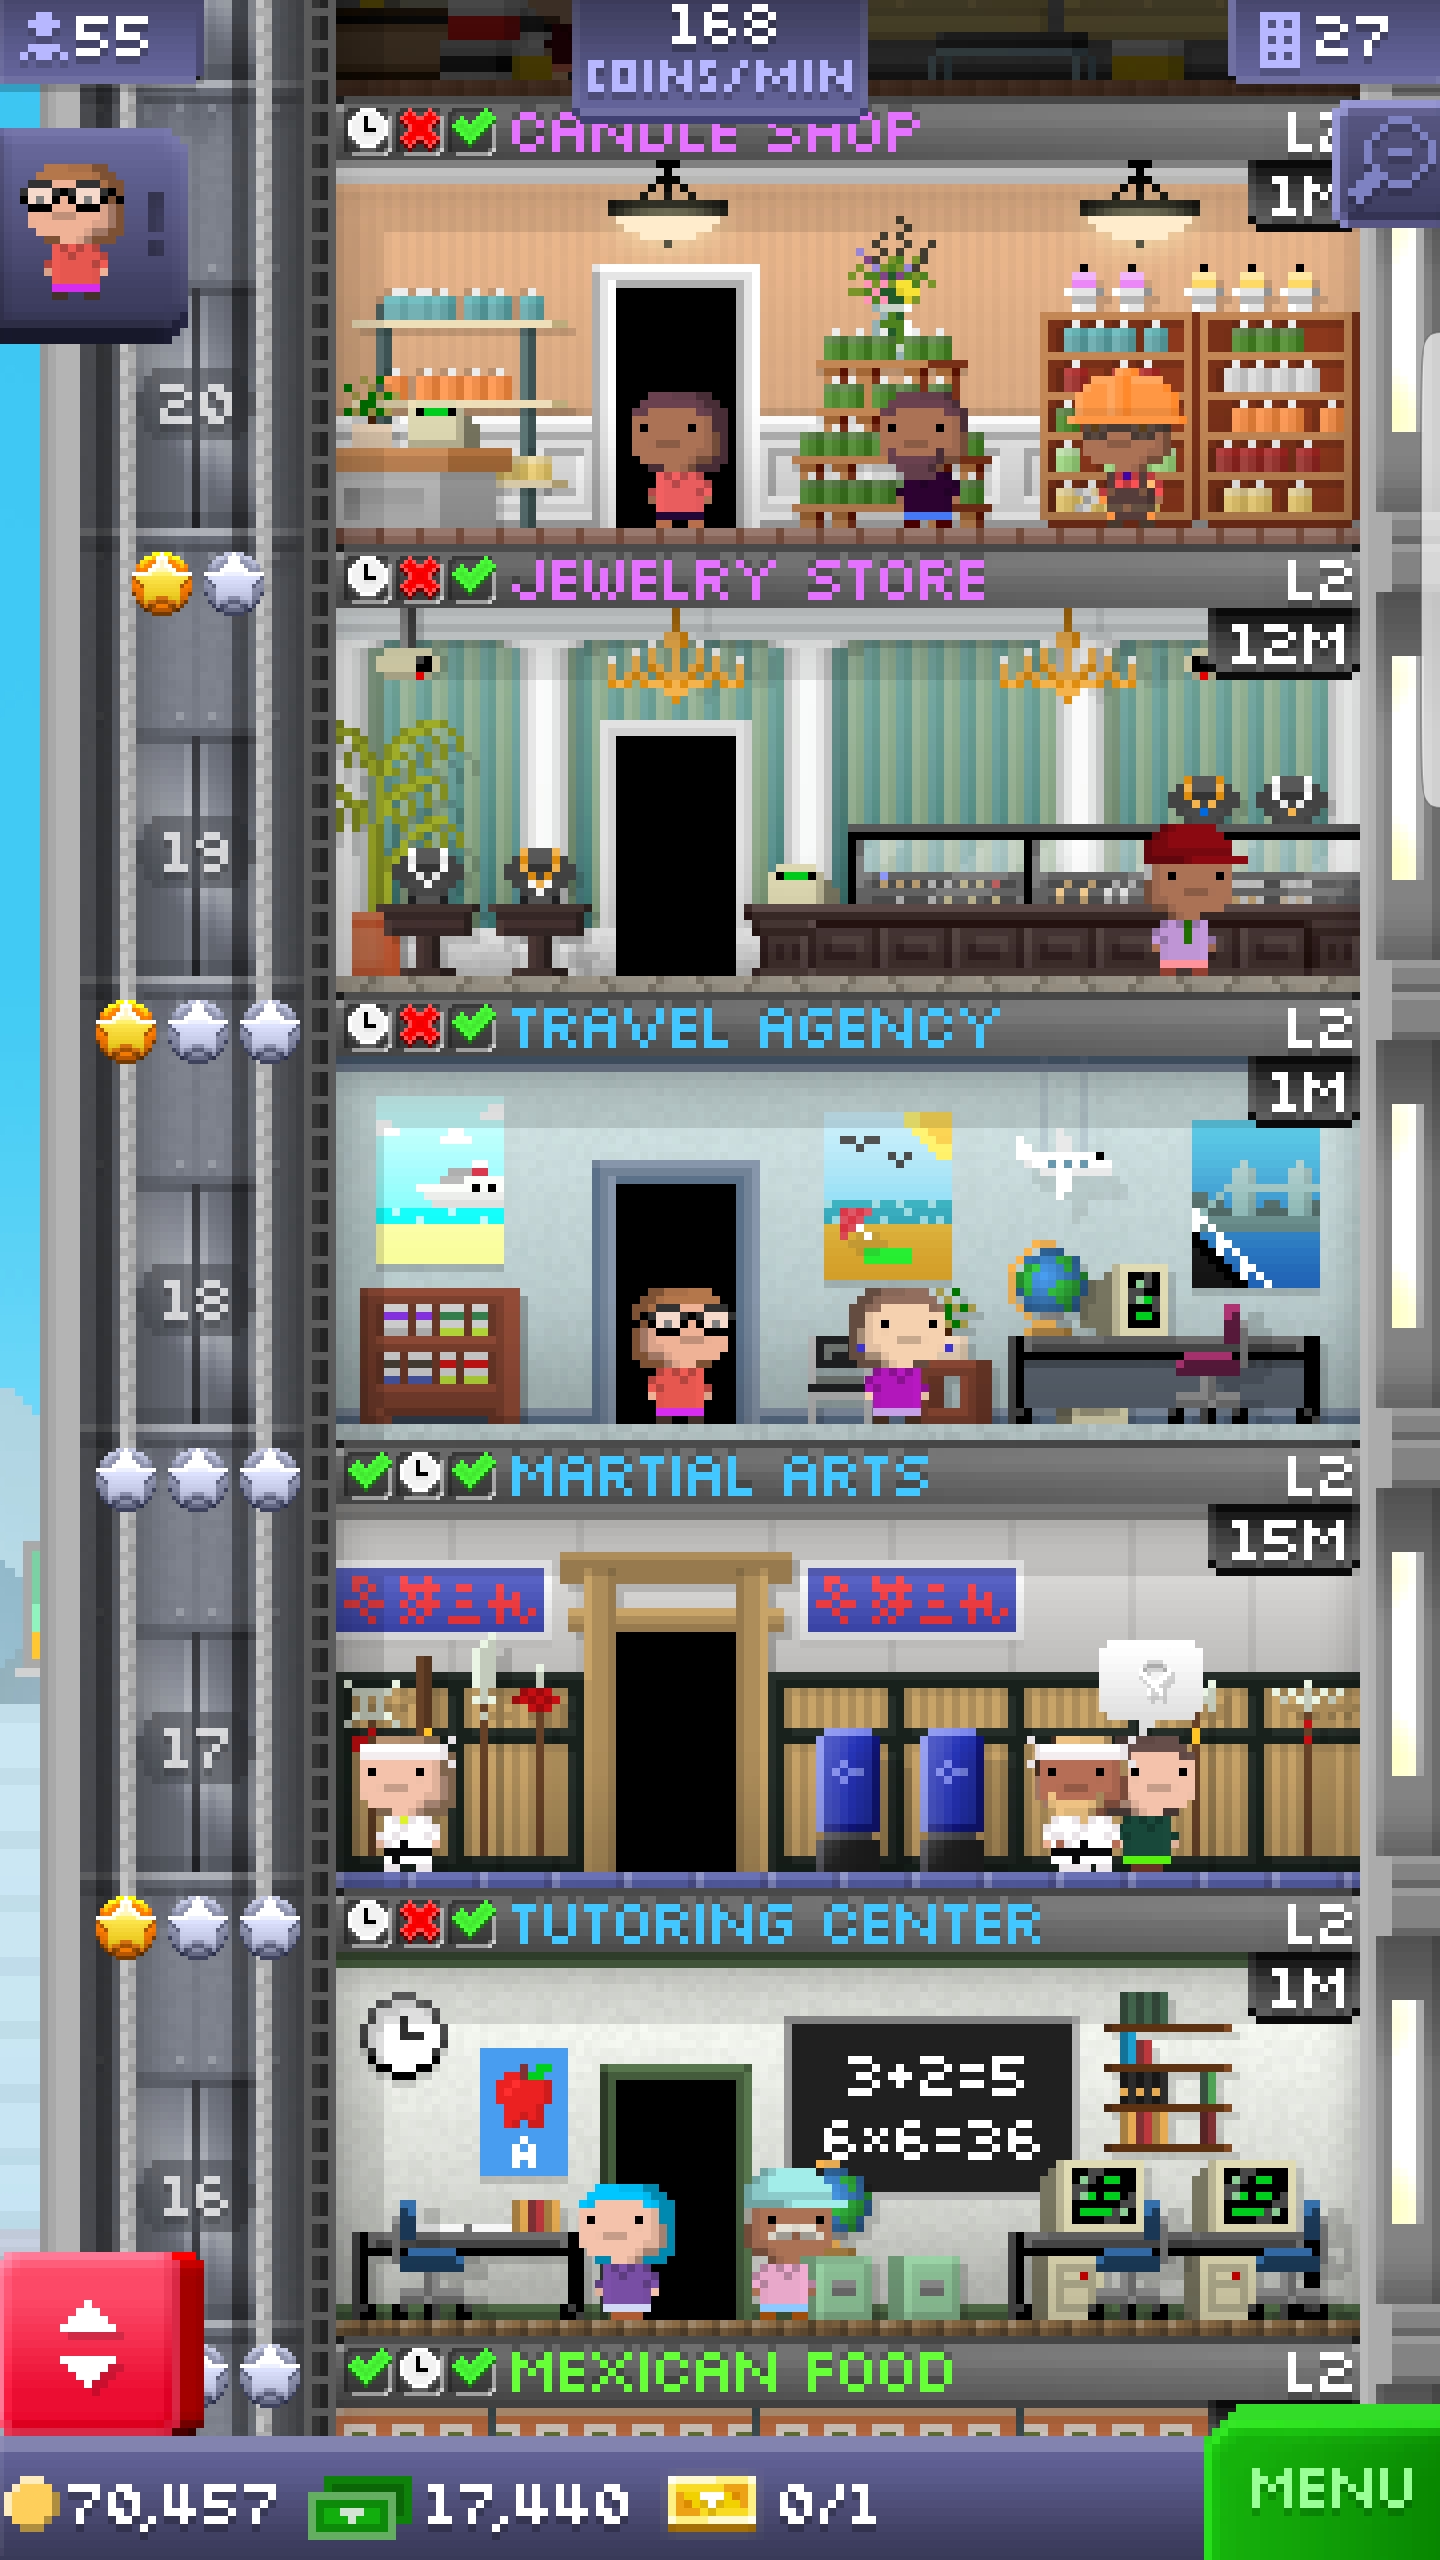 55
168
COINS/MIN
27
CANDLE SHOP L2
1M
20
JEWELRY STORE L2
12M
19
TRAVEL AGENCY L2
1M
18
MARTIAL ARTS L2
15M
17
TUTORING CENTER L2
1M
3+2=5
6×6=36
A
16
MEXICAN FOOD L2
70,457 17,440 0/1
MENU